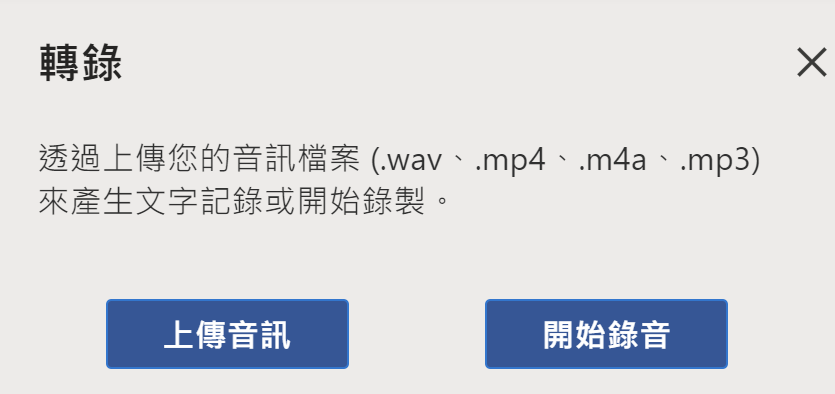 轉錄
透過上傳您的音訊檔案 (.wav、.mp4、.m4a、.mp3)
來產生文字記錄或開始錄製。
上傳音訊
開始錄音